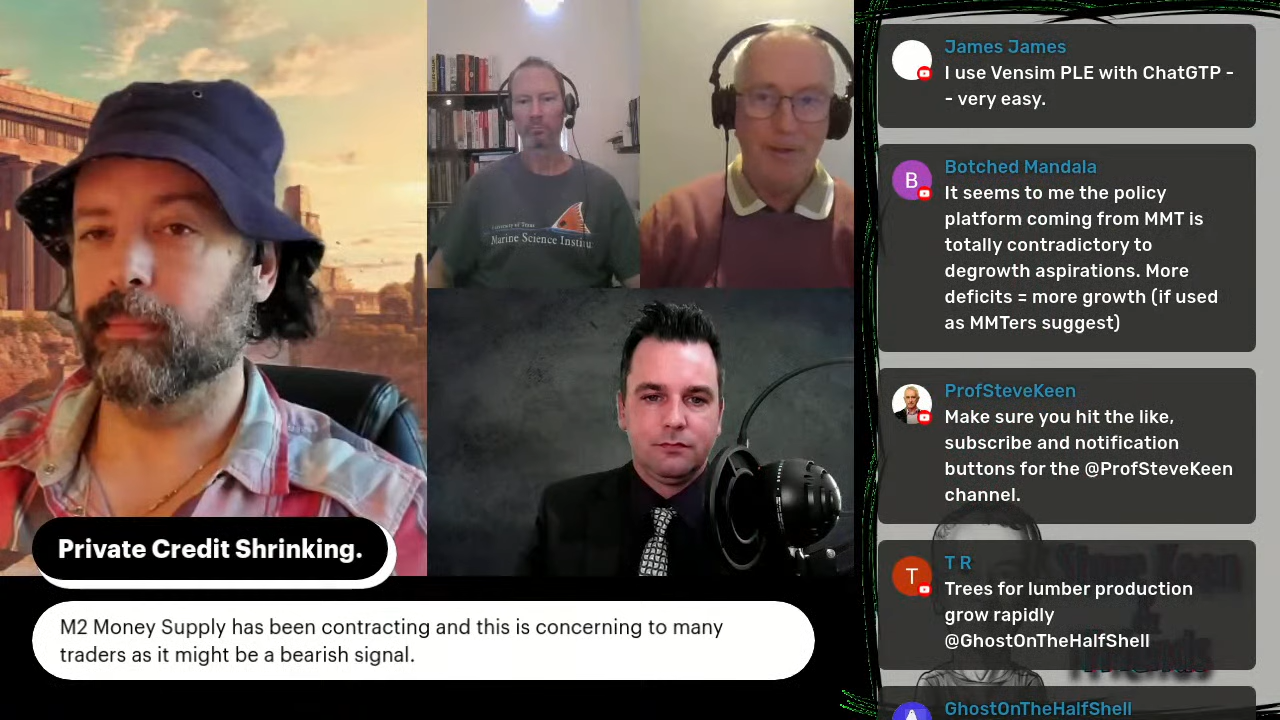 Marine Science Institu
Private Credit Shrinking.
M2 Money Supply has been contracting and this is concerning to many
traders as it might be a bearish signal.
James James
I use Vensim PLE with ChatGTP -
- very easy.
B
Botched Mandala
It seems to me the policy
platform coming from MMT is
totally contradictory to
degrowth aspirations. More
deficits = more growth (if used
as MMTers suggest)
ProfSteveKeen
Make sure you hit the like,
subscribe and notification
buttons for the @ProfSteveKeen
channel.
T
T R
Trees for lumber production
grow rapidly
@GhostOnTheHalfShell
GhostOnTheHalfShell